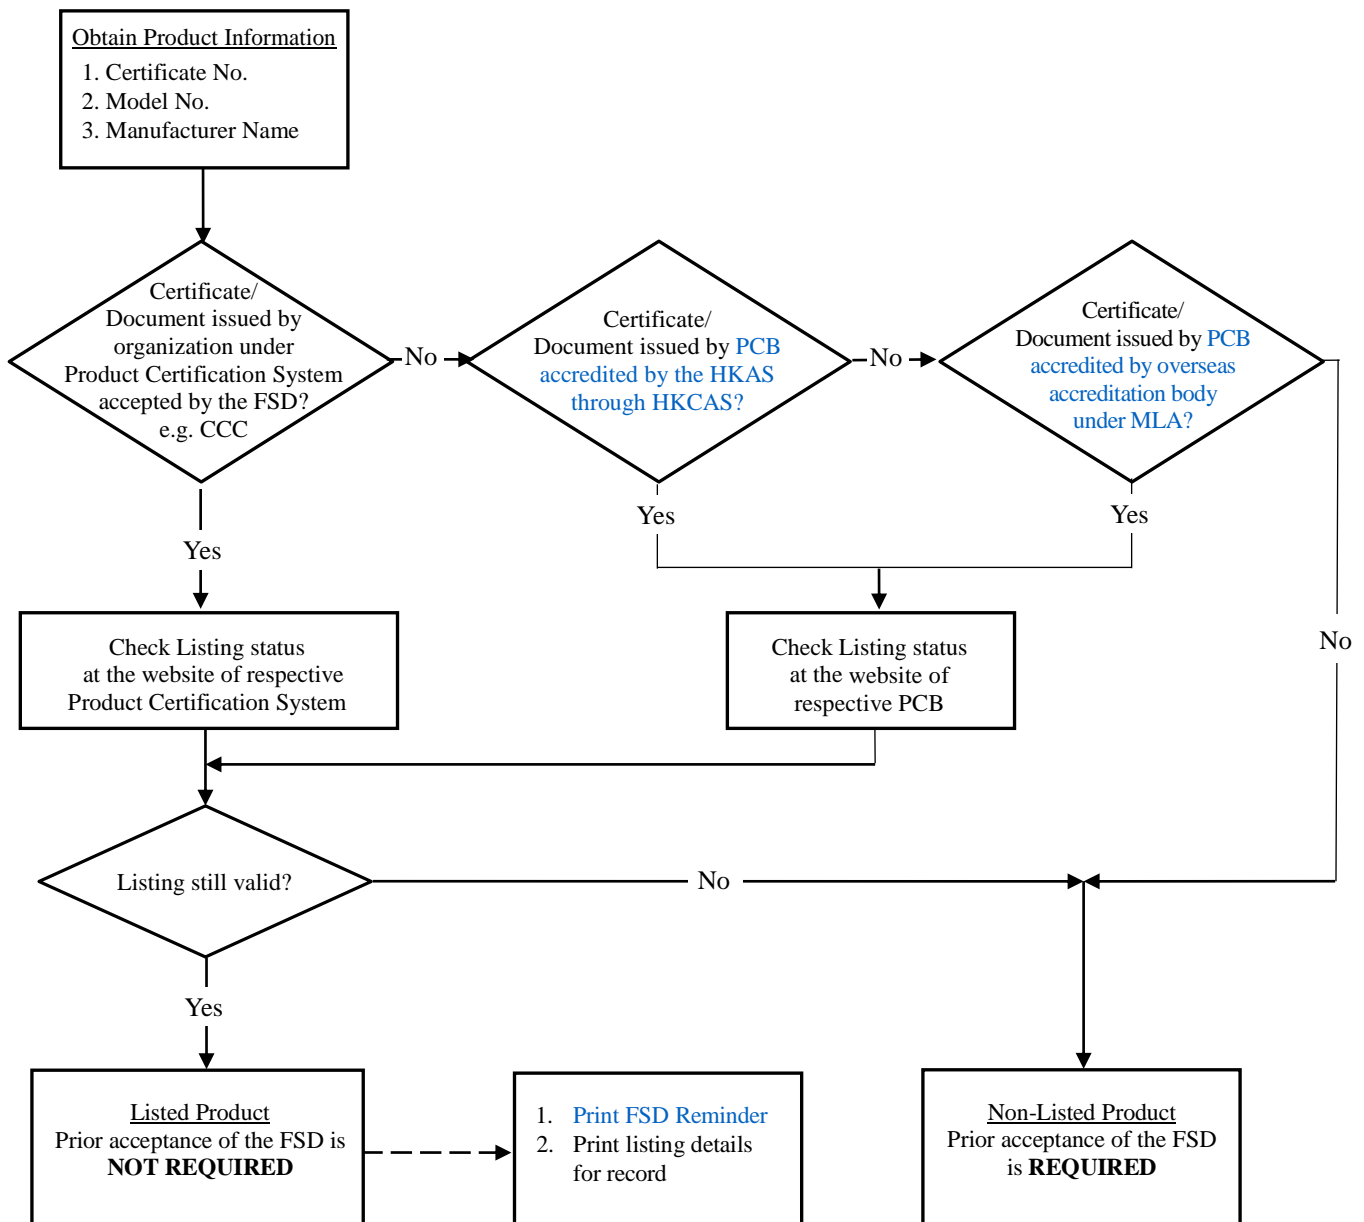 Obtain Product Information
1. Certificate No.
2. Model No.
3. Manufacturer Name
Certificate/
Document issued by
organization under
Product Certification System
accepted by the FSD?
e.g. CCC
No
Certificate/
Document issued by PCB
accredited by the HKAS
through HKCAS?
No
Certificate/
Document issued by PCB
accredited by overseas
accreditation body
under MLA?
Yes
Yes
Yes
No
Check Listing status
at the website of respective
Product Certification System
Check Listing status
at the website of
respective PCB
Listing still valid?
No
Yes
Listed Product
Prior acceptance of the FSD is
NOT REQUIRED
1. Print FSD Reminder
2. Print listing details
for record
Non-Listed Product
Prior acceptance of the FSD
is REQUIRED